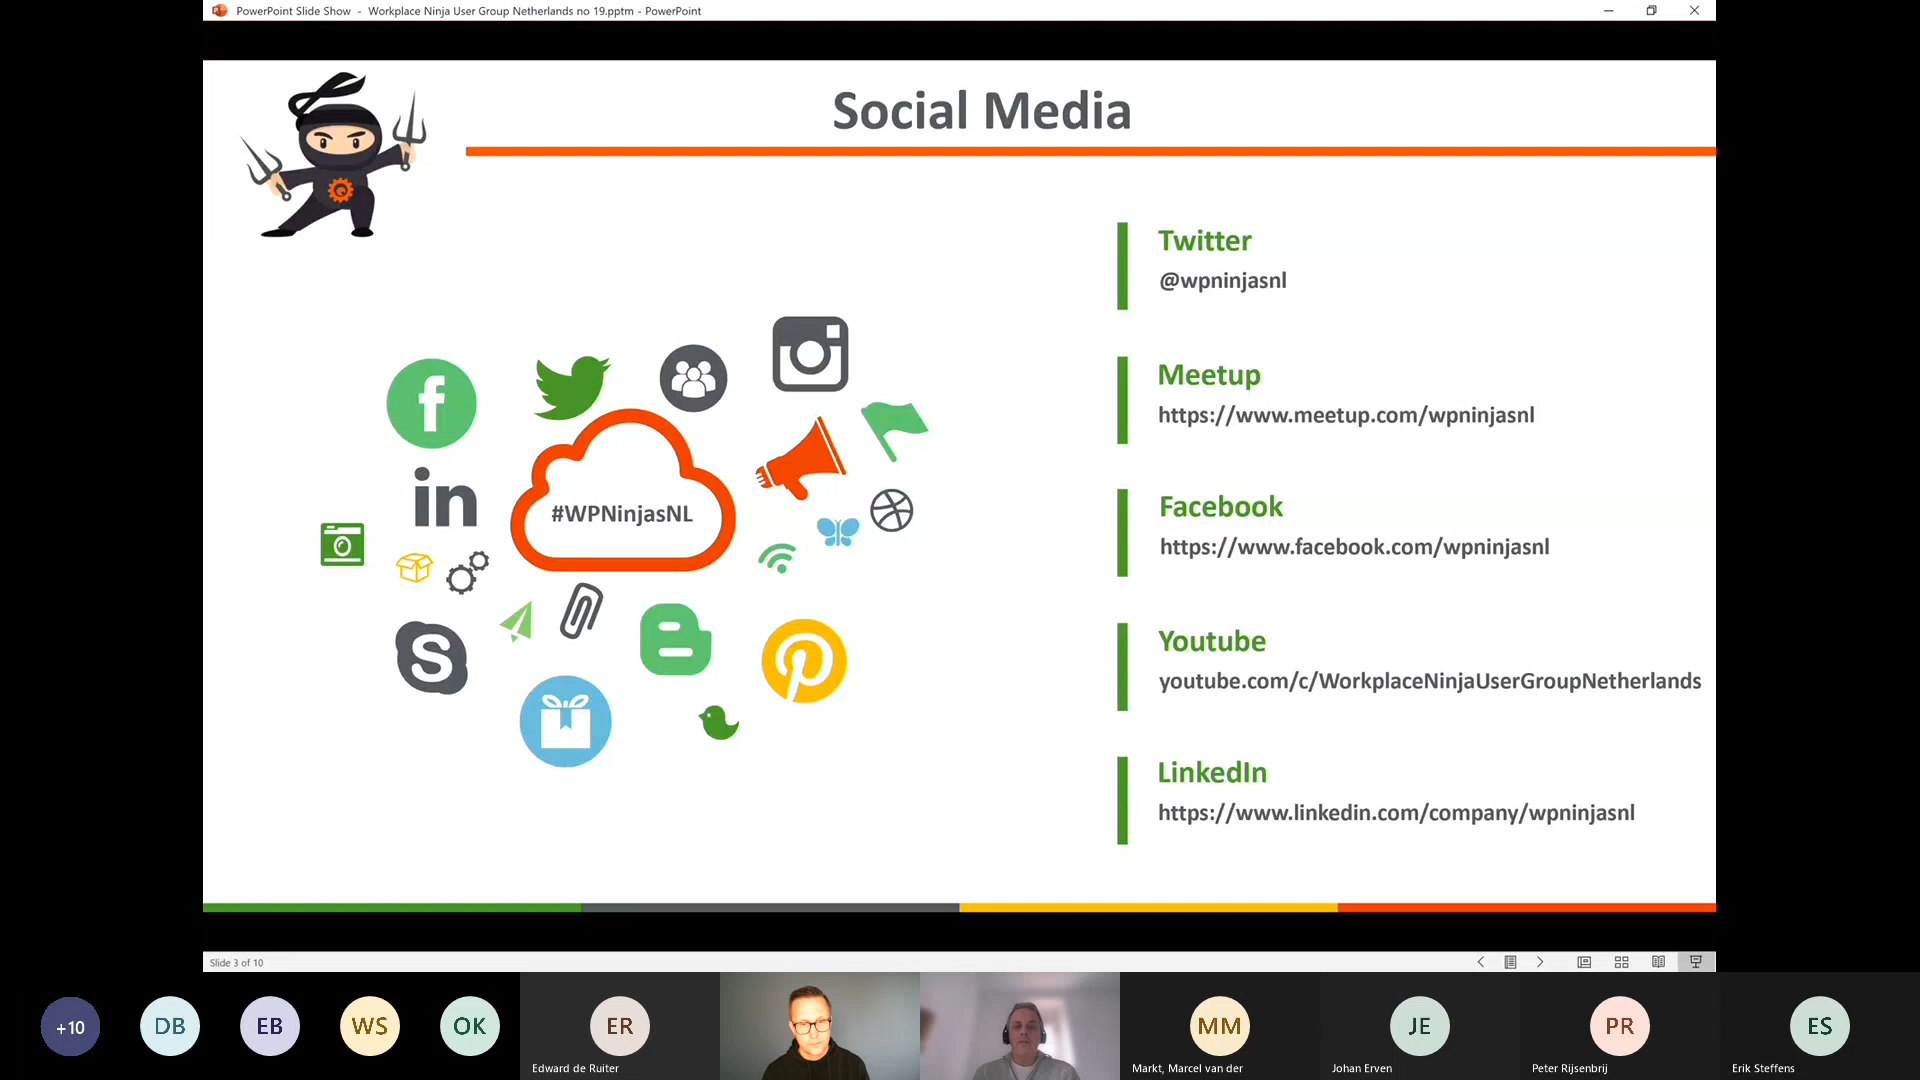 PowerPoint Slide Show - Workplace Ninja User Group Netherlands no 19.pptm - PowerPoint
Social Media
Twitter
@wpninjasnl
Meetup
https://www.meetup.com/wpninjasnl
Facebook
https://www.facebook.com/wpninjasnl
Youtube
youtube.com/c/WorkplaceNinjaUserGroupNetherlands
LinkedIn
https://www.linkedin.com/company/wpninjasnl
f
in
#WPNinjasNL
S
Slide 3 of 10
+10
DB
EB
WS
OK
ER
MM
JE
PR
ES
Edward de Ruiter
Markt, Marcel van der
Johan Erven
Peter Rijsenbrij
Erik Steffens